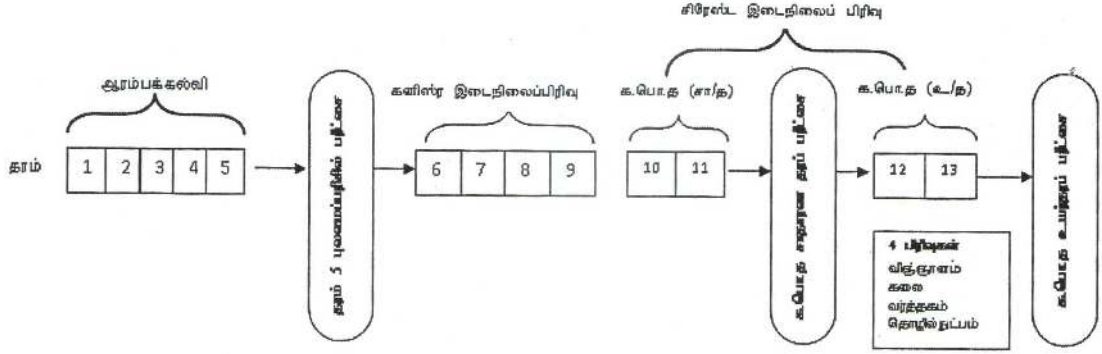 சிரேஸ்ட இடைநிலைப் பிரிவு
ஆரம்பக்கல்வி
கனிஸ்ர இடைநிலைப்பிரிவு
க.பொத (சா/த)
க.பொ.த (உ/த)
தரம்
1 2 3 4 5
தரம் 5 புலமைப்பரிசில் பரீட்சை
6 7 8 9
10 11
க.பொத சாதாரண தரப் பரீட்சை
12 13
4 பிரிவுகள்
விஞ்ஞானம்
கலை
வர்த்தகம்
தொழில்நுட்பம்
க.பொத உயர்தரப் பரீட்சை